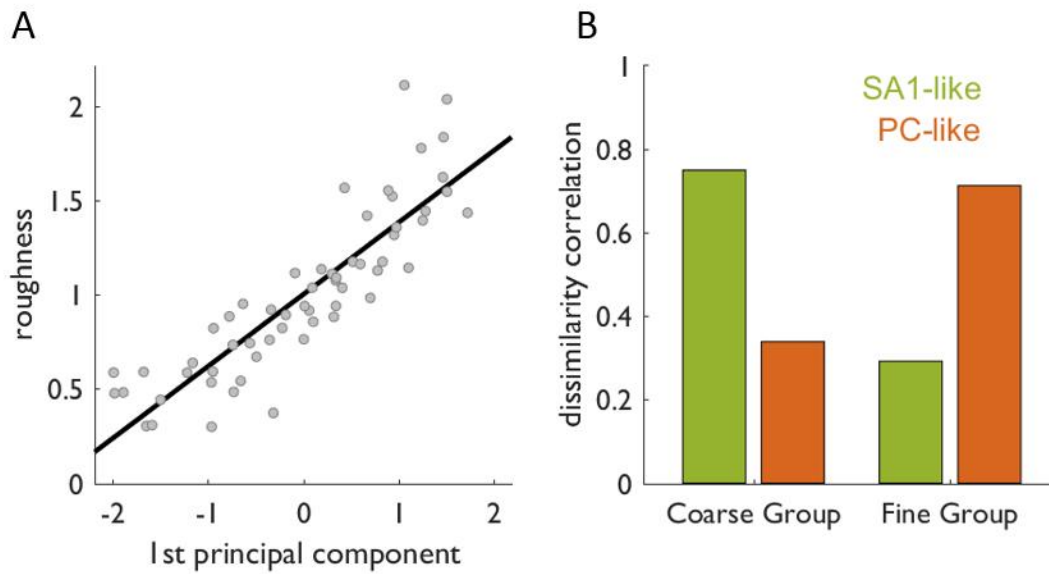 A
2
1.5
1
0.5
0
-2 -1 0 1 2
roughness
1st principal component
B
1
0.8
0.6
0.4
0.2
0
dissimilarity correlation
SA1-like
PC-like
Coarse Group Fine Group